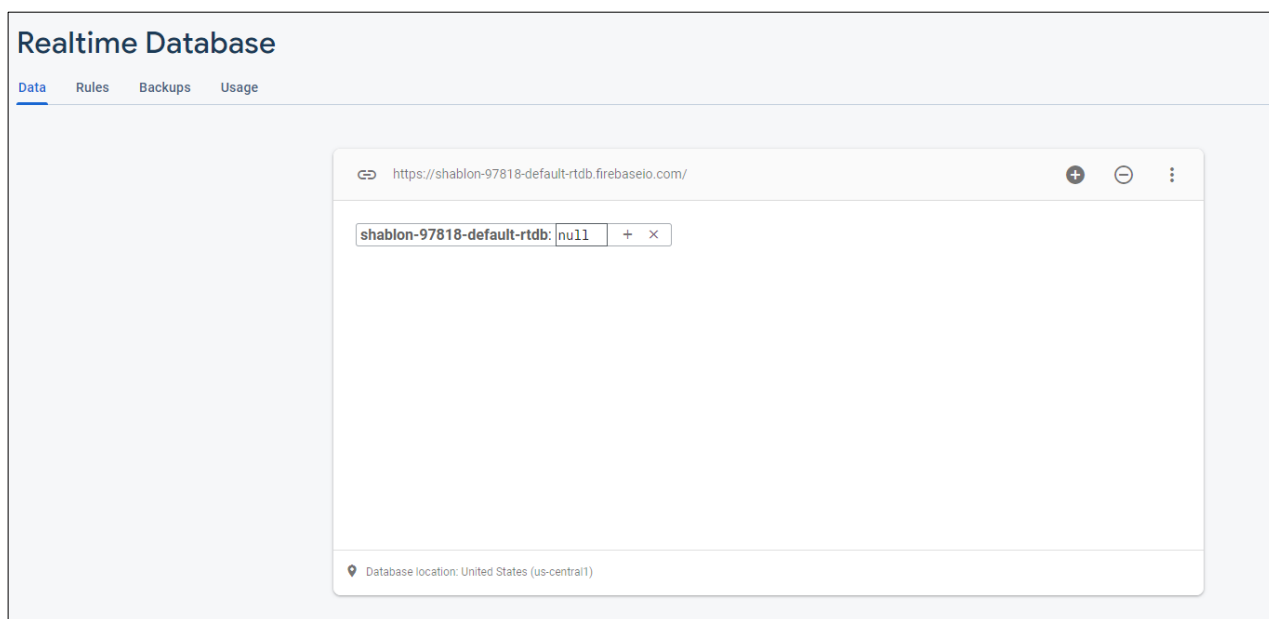 Realtime Database
Data Rules Backups Usage
https://shablon-97818-default-rtdb.firebaseio.com/
shablon-97818-default-rtdb: null
Database location: United States (us-central1)